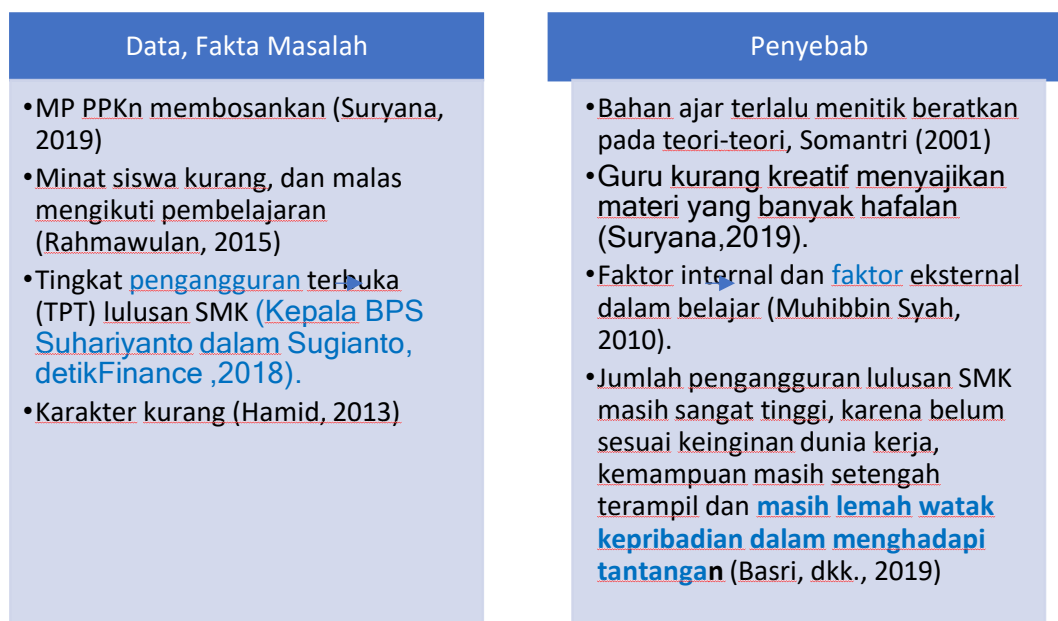 Data, Fakta Masalah
•MP PPKn membosankan (Suryana,
2019)
•Minat siswa kurang, dan malas
mengikuti pembelajaran
(Rahmawulan, 2015)
•Tingkat pengangguran terbuka
(TPT) lulusan SMK (Kepala BPS
Suhariyanto dalam Sugianto,
detikFinance ,2018).
•Karakter kurang (Hamid, 2013)
Penyebab
•Bahan ajar terlalu menitik beratkan
pada teori-teori, Somantri (2001)
•Guru kurang kreatif menyajikan
materi yang banyak hafalan
(Suryana,2019).
•Faktor internal dan faktor eksternal
dalam belajar (Muhibbin Syah,
2010).
•Jumlah pengangguran lulusan SMK
masih sangat tinggi, karena belum
sesuai keinginan dunia kerja,
kemampuan masih setengah
terampil dan masih lemah watak
kepribadian dalam menghadapi
tantangan (Basri, dkk., 2019)